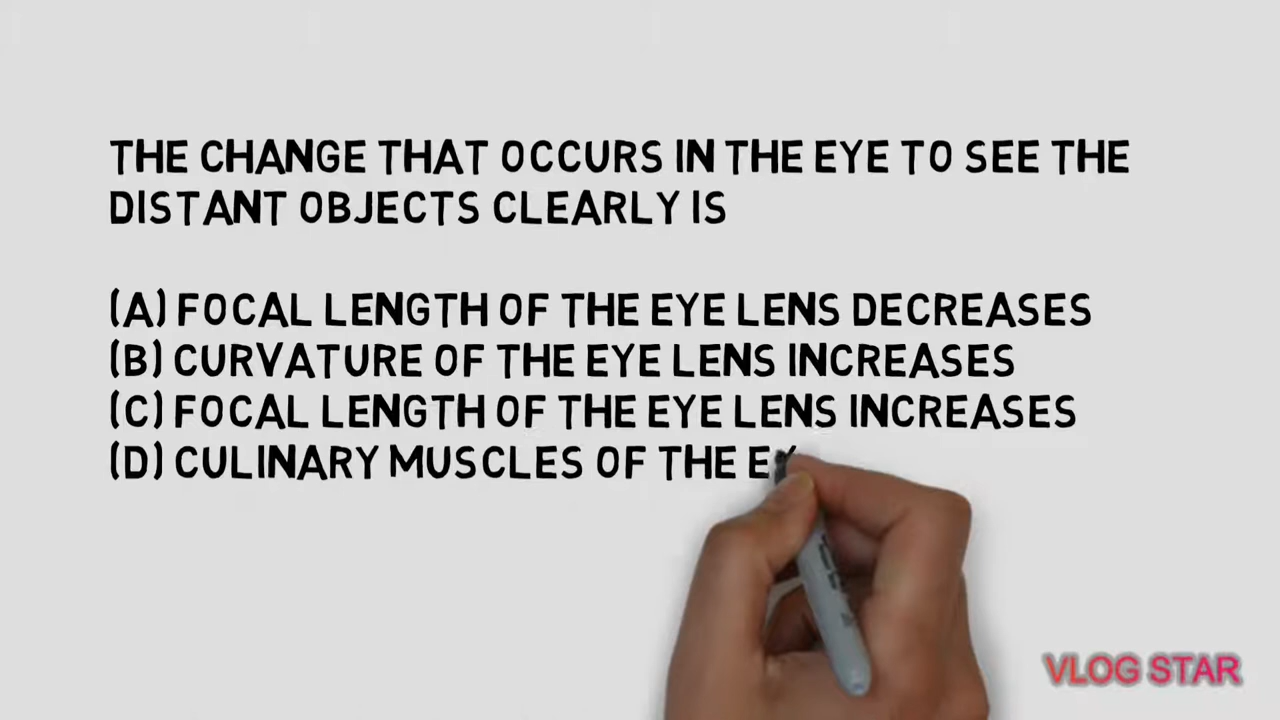 THE CHANGE THAT OCCURS IN THE EYE TO SEE THE
DISTANT OBJECTS CLEARLY IS
(A) FOCAL LENGTH OF THE EYE LENS DECREASES
(B) CURVATURE OF THE EYE LENS INCREASES
(C) FOCAL LENGTH OF THE EYE LENS INCREASES
(D) CULINARY MUSCLES OF THE
VLOG STAR